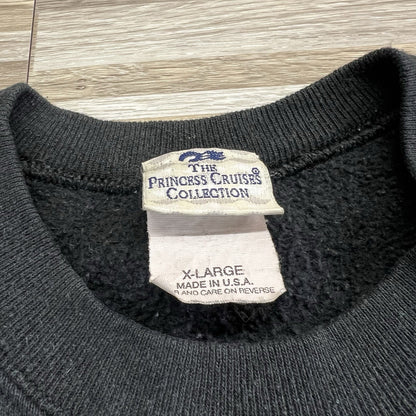 THE
PRINCESS CRUISES®
COLLECTION
X-LARGE
MADE IN U.S.A.
AND CARE ON REVERSE